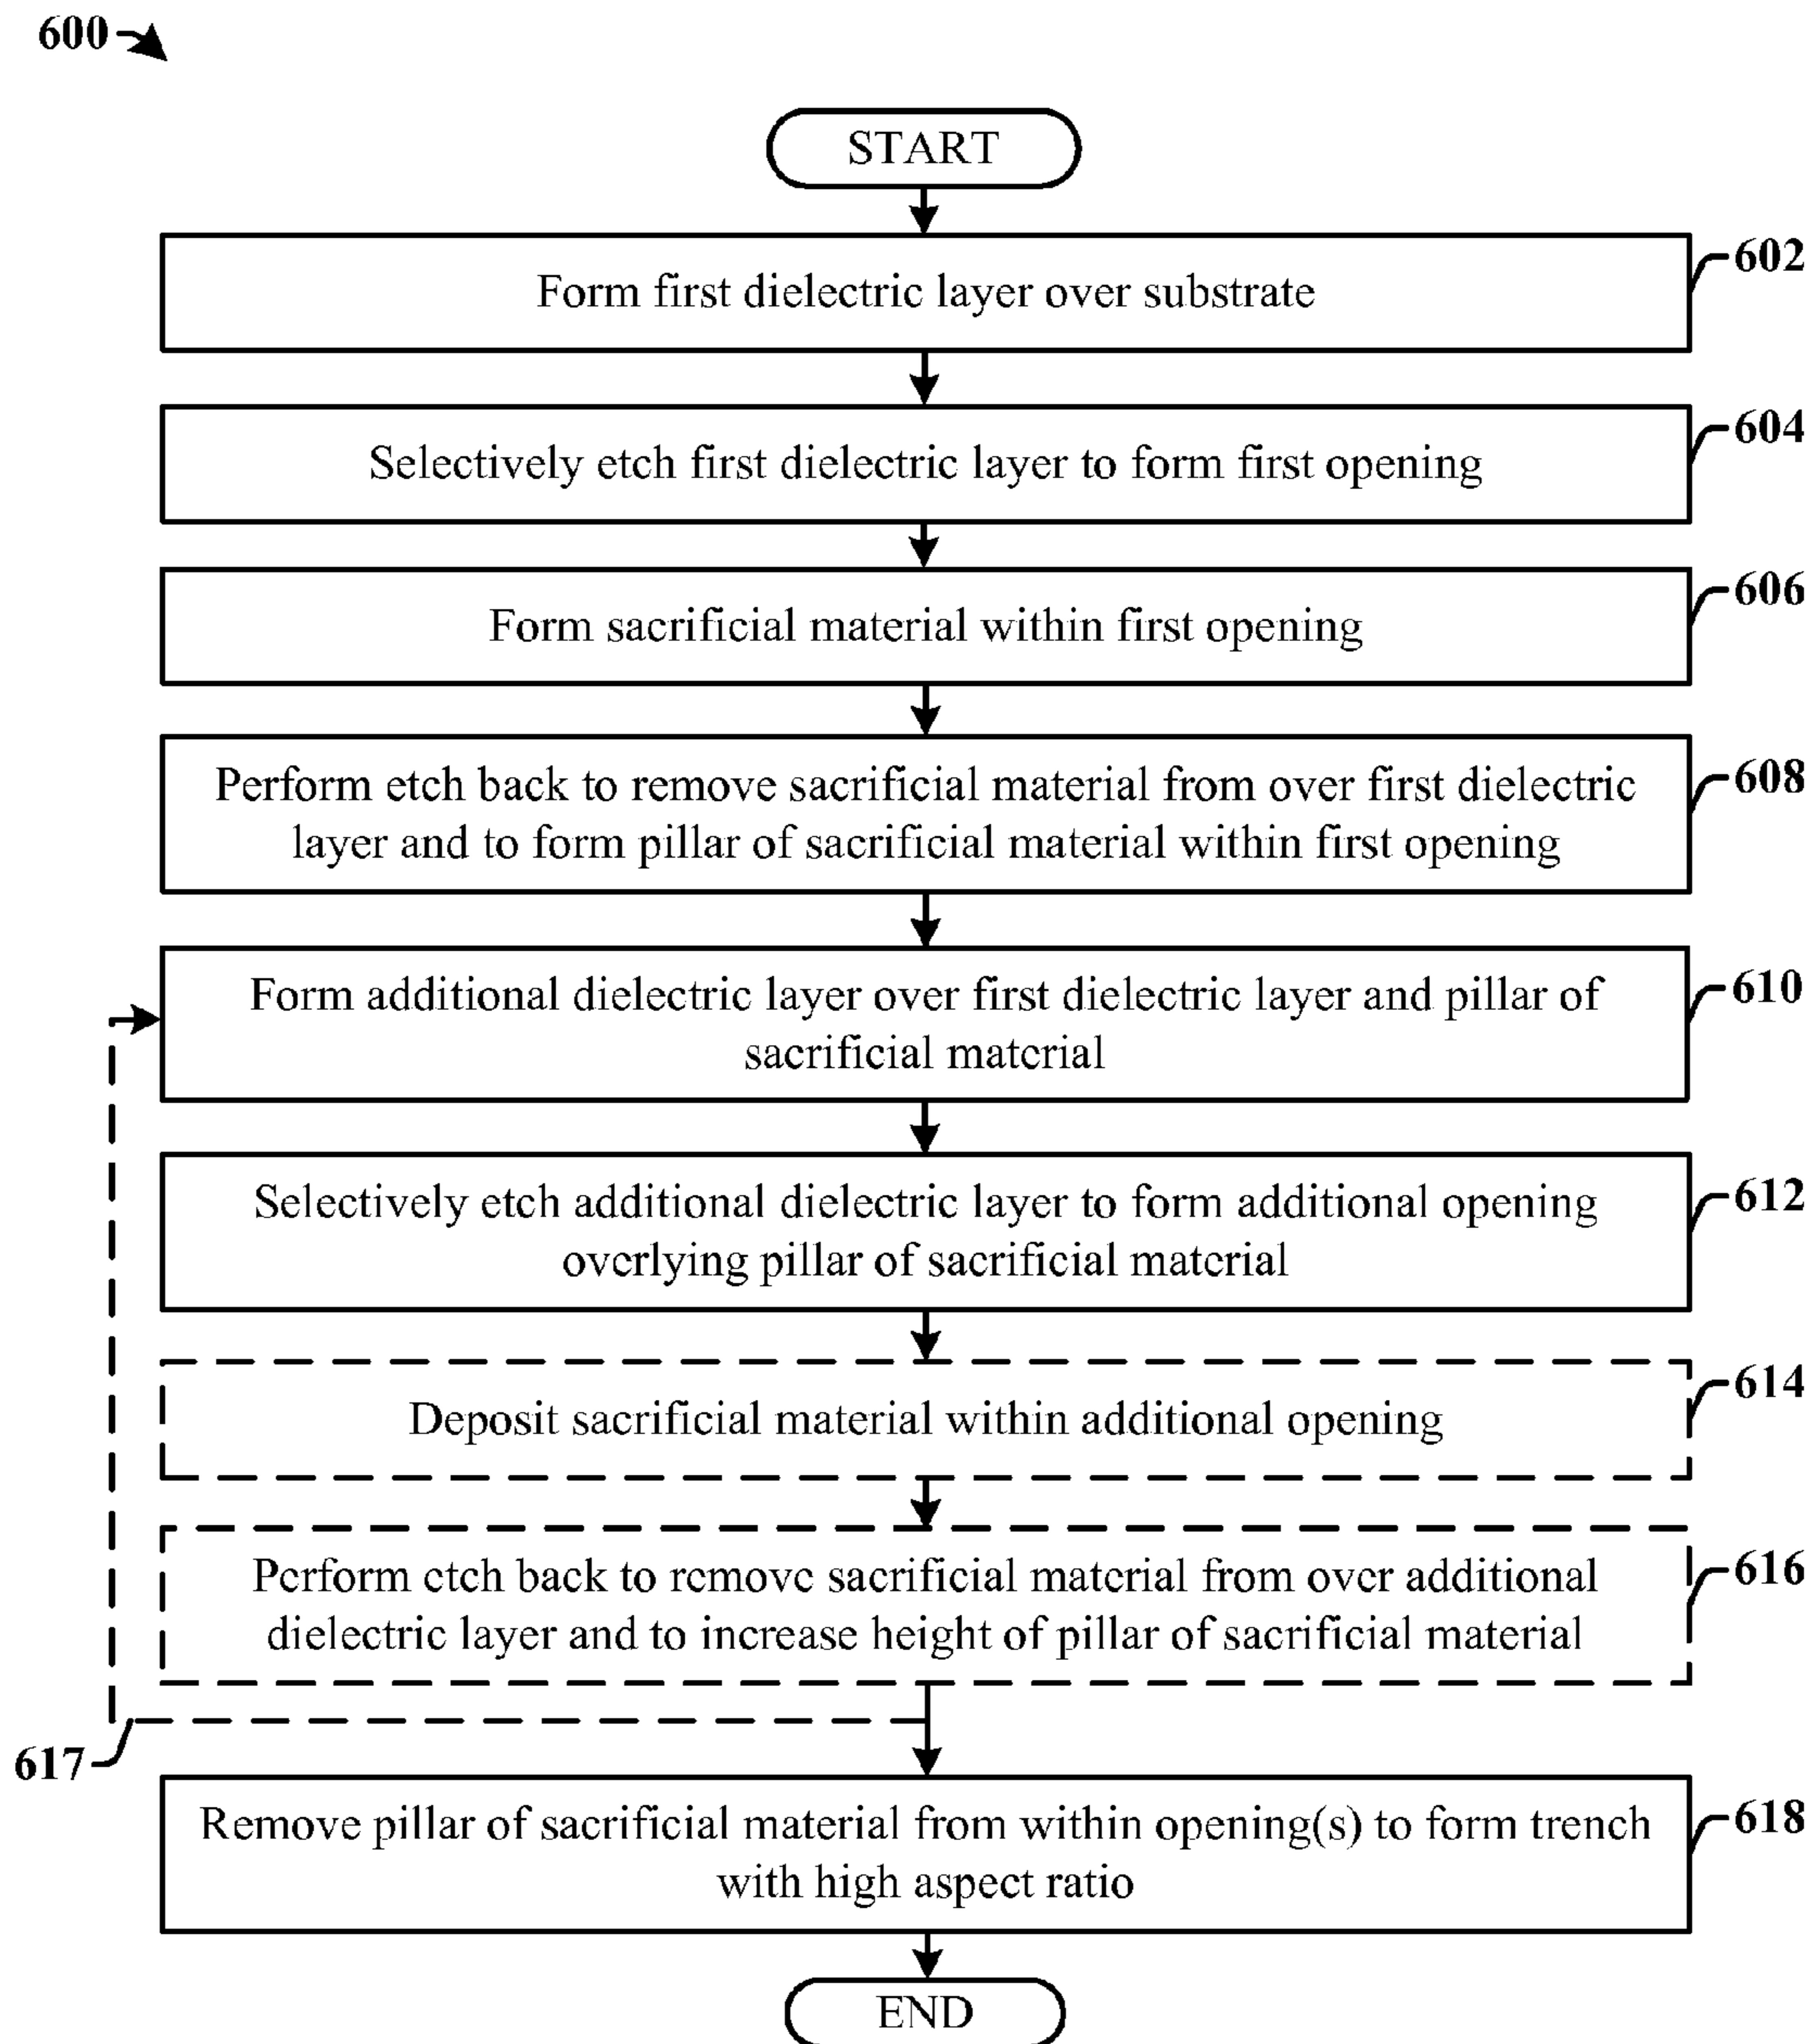 600
START
Form first dielectric layer over substrate
602
Selectively etch first dielectric layer to form first opening
604
Form sacrificial material within first opening
606
Perform etch back to remove sacrificial material from over first dielectric
layer and to form pillar of sacrificial material within first opening
608
Form additional dielectric layer over first dielectric layer and pillar of
sacrificial material
610
Selectively etch additional dielectric layer to form additional opening
overlying pillar of sacrificial material
612
Deposit sacrificial material within additional opening
614
Perform etch back to remove sacrificial material from over additional
dielectric layer and to increase height of pillar of sacrificial material
616
617
Remove pillar of sacrificial material from within opening(s) to form trench
with high aspect ratio
618
END